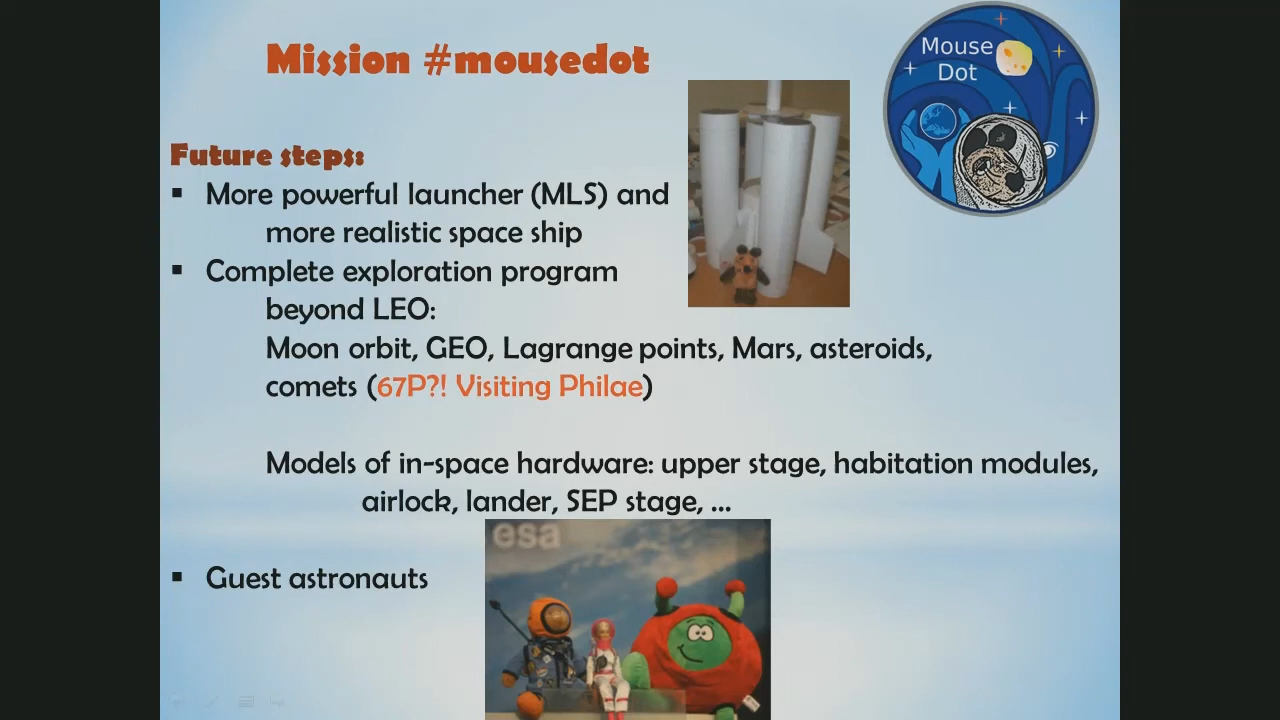 Mission #mousedot
Mouse
Dot
Future steps:
▪ More powerful launcher (MLS) and
more realistic space ship
▪ Complete exploration program
beyond LEO:
Moon orbit, GEO, Lagrange points, Mars, asteroids,
comets (67P?! Visiting Philae)
Models of in-space hardware: upper stage, habitation modules,
airlock, lander, SEP stage, ...
esa
▪ Guest astronauts